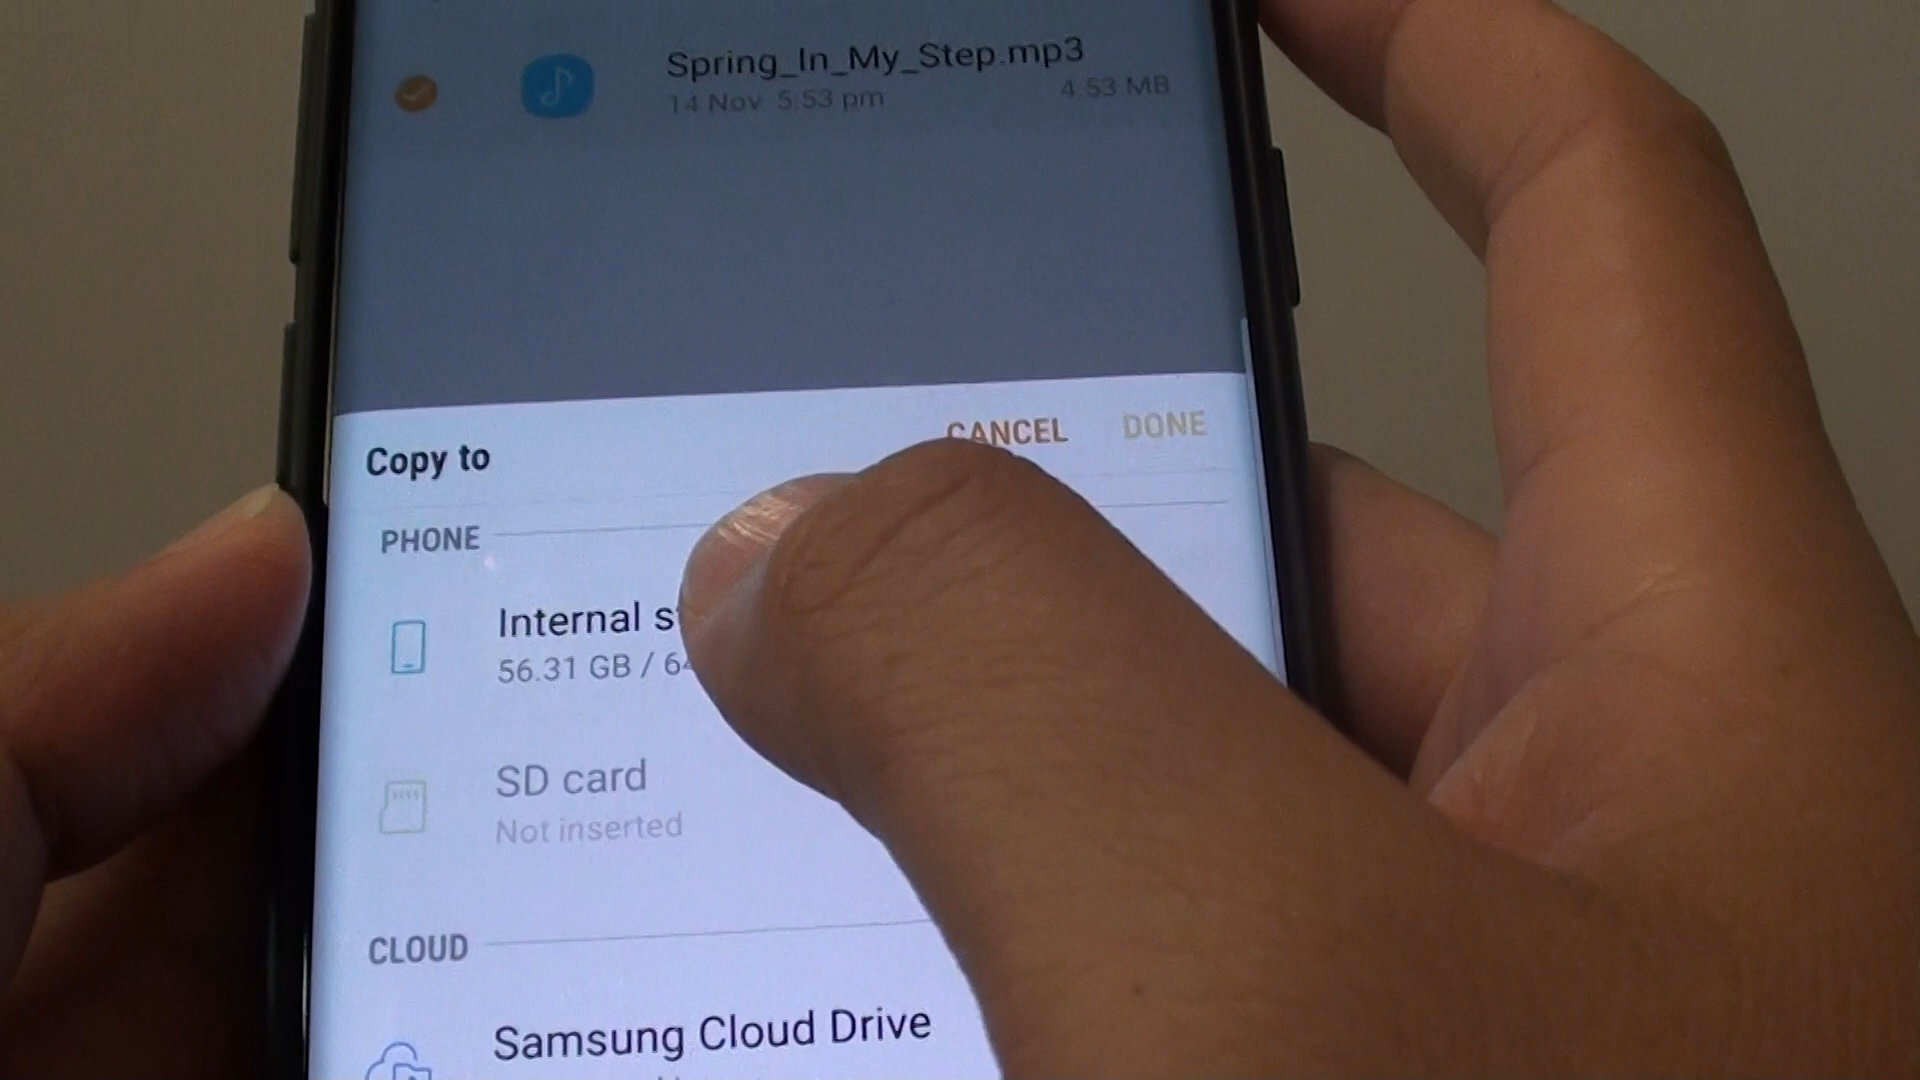 Spring_In_My_Step.mp3
14 Nov 5:53 pm
4.53 MB
Copy to
CANCEL
DONE
PHONE
Internal
56.31 GB /
SD card
Not inserted
CLOUD
Samsung Cloud Drive